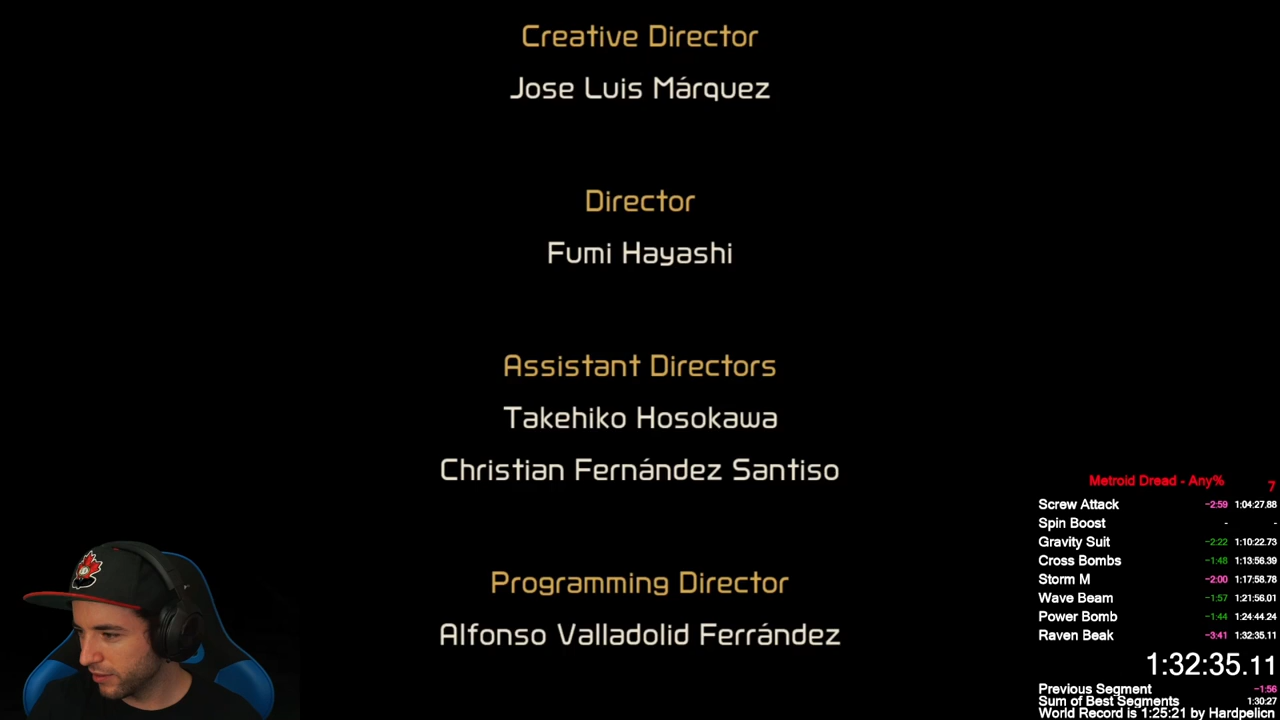 Creative Director
Jose Luis Márquez
Director
Fumi Hayashi
Assistant Directors
Takehiko Hosokawa
Christian Fernández Santiso
Programming Director
Alfonso Valladolid Ferrández
Metroid Dread - Any% 7
Screw Attack -2:59 1:04:27.88
Spin Boost - -
Gravity Suit -2:22 1:10:22.73
Cross Bombs -1:48 1:13:56.39
Storm M -2:00 1:17:58.78
Wave Beam -1:57 1:21:56.01
Power Bomb -1:44 1:24:44.24
Raven Beak -3:41 1:32:35.11
1:32:35.11
Previous Segment -1:56
Sum of Best Segments 1:30:27
World Record is 1:25:21 by Hardpelicn